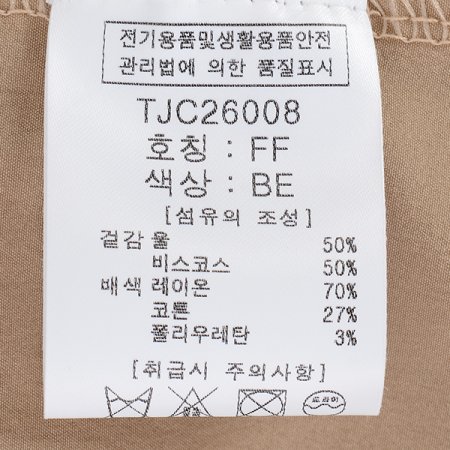 전기용품및생활용품안전
관리법에 의한 품질표시
TJC26008
호칭 : FF
색상 : BE
[섬유의 조성]
겉감 울 50%
비스코스 50%
배색 레이온 70%
코튼 27%
폴리우레탄 3%
[취급시 주의사항]
드라이